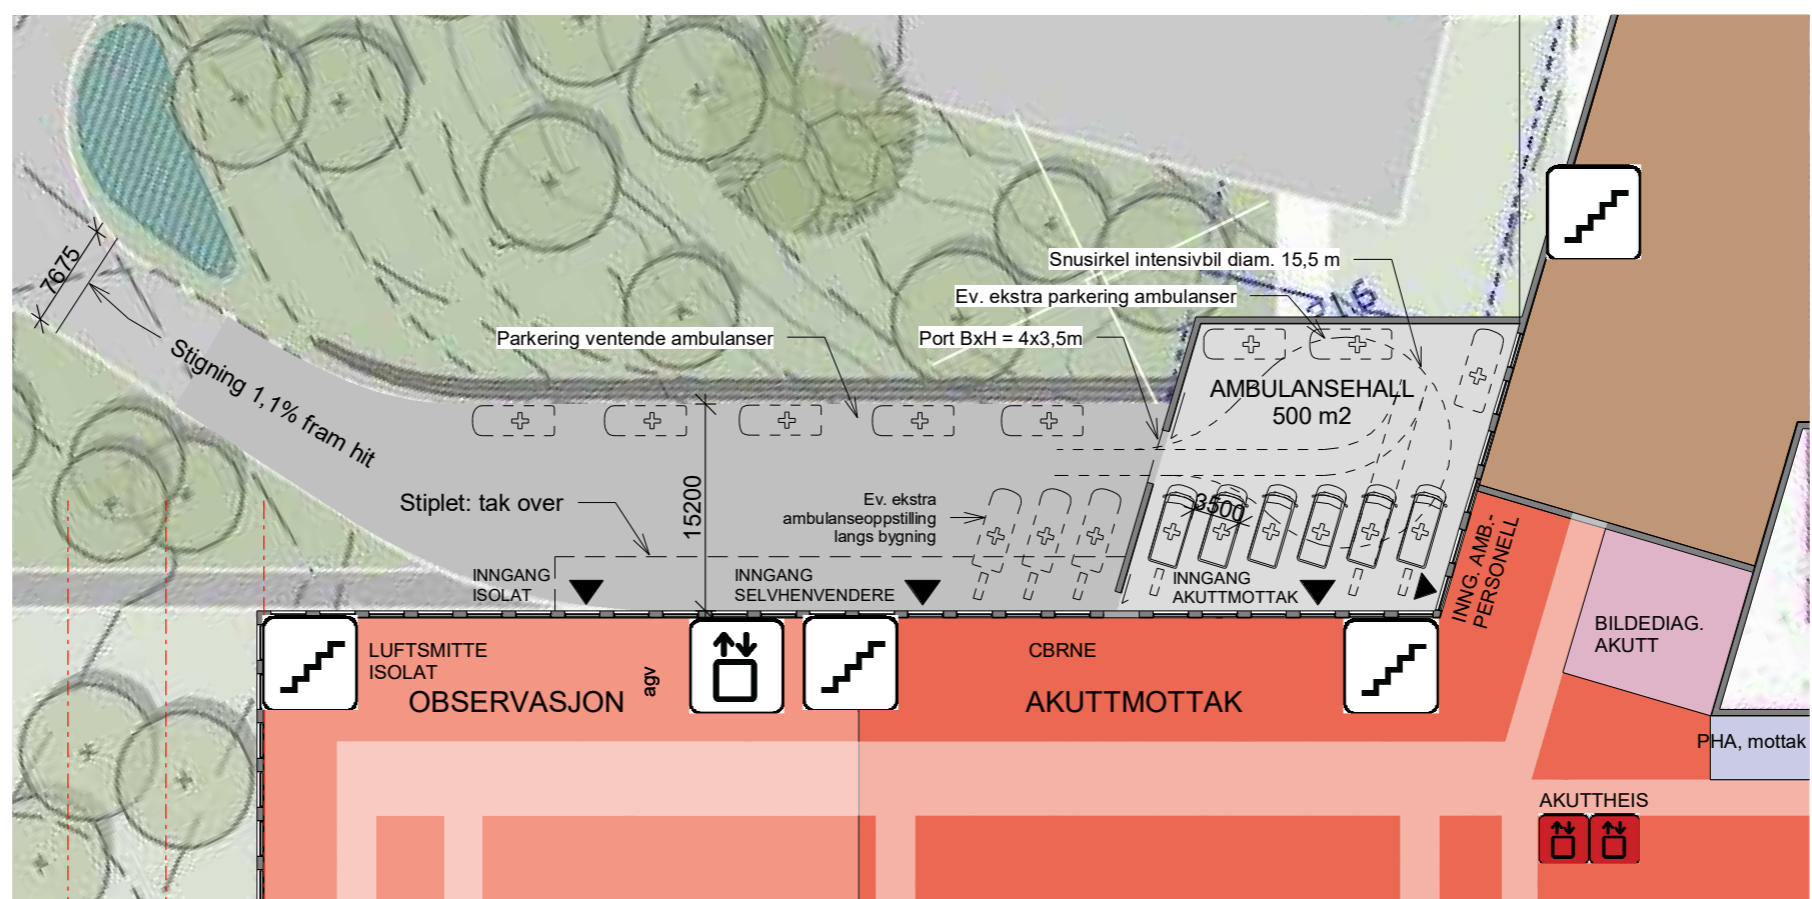 Snusirkel intensivbil diam. 15,5 m
7675
Ev. ekstra parkering ambulanser
Parkering ventende ambulanser
Port BxH = 4x3,5m
Stigning 1,1% fram hit
AMBULANSEHALL
500 m2
Stiplet: tak over
15200
Ev. ekstra
ambulanseoppstilling
langs bygning
3500
INNGANG
ISOLAT
INNGANG
SELVHENVENDERE
INNGANG
AKUTTMOTTAK
INNG. AMB.-
PERSONELL
BILDEDIAG.
AKUTT
LUFTSMITTE
ISOLAT
OBSERVASJON
agv
CBRNE
AKUTTMOTTAK
PHA, mottak
AKUTTHEIS